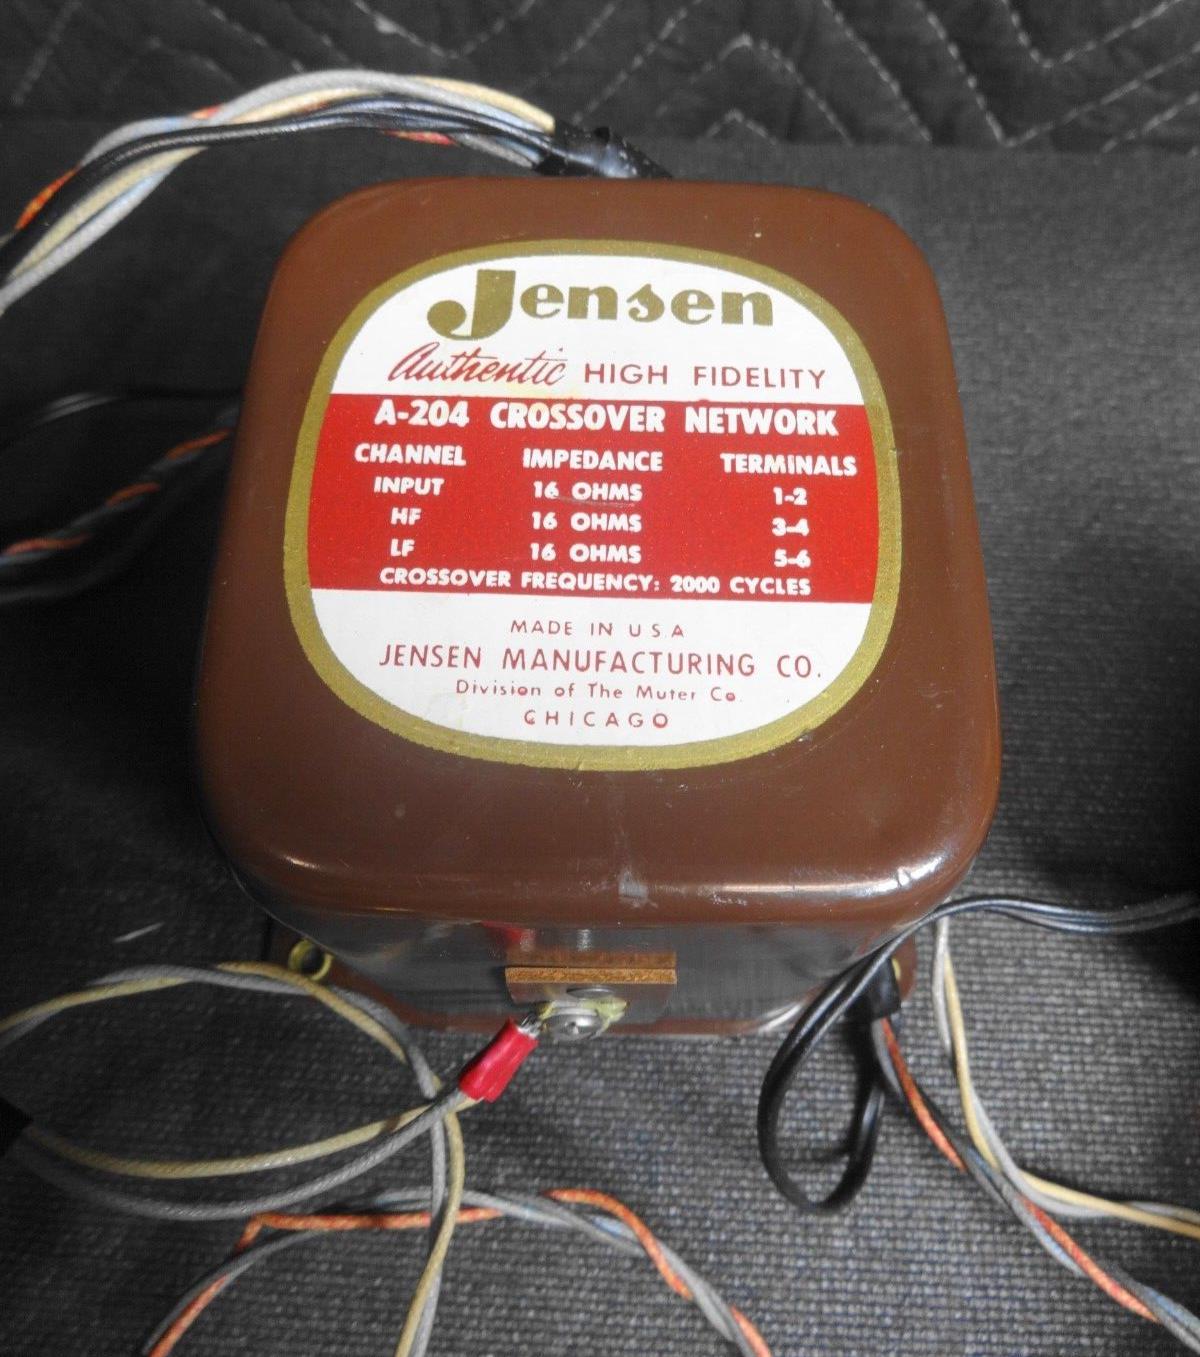 Jensen
Authentic HIGH FIDELITY
A-204 CROSSOVER NETWORK
CHANNEL IMPEDANCE TERMINALS
INPUT 16 OHMS 1-2
HF 16 OHMS 3-4
LF 16 OHMS 5-6
CROSSOVER FREQUENCY: 2000 CYCLES
MADE IN U S A
JENSEN MANUFACTURING CO.
Division of The Muter Co.
CHICAGO